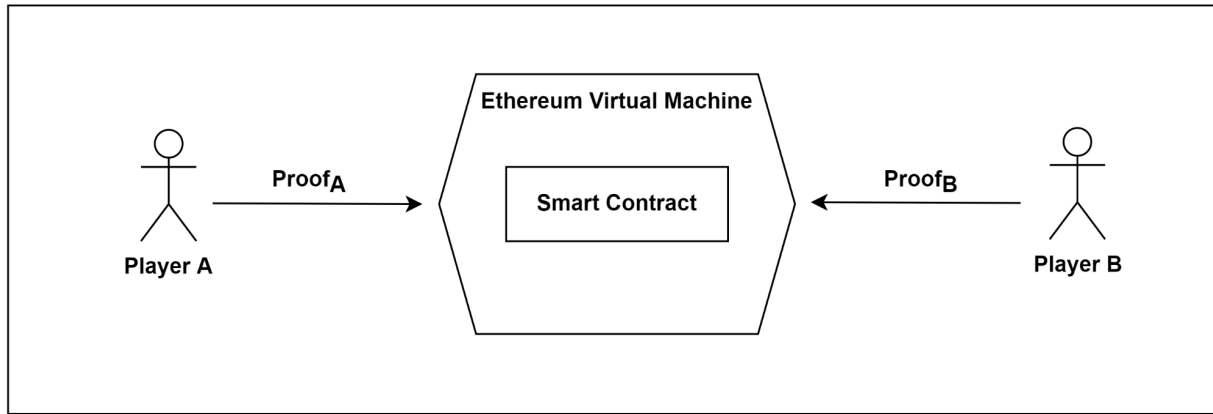 Ethereum Virtual Machine
Proof_A
Smart Contract
Proof_B
Player A
Player B